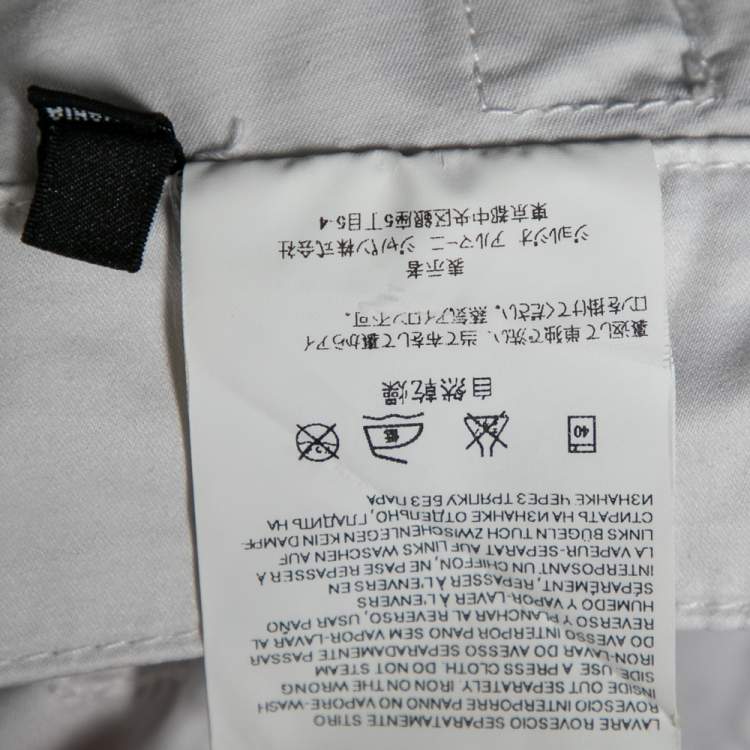 LAVARE ROVESCIO SEPARATAMENTE STIRO
ROVESCIO NO PANNO NO VAPORE-WASH
INSIDE OUT SEPARATELY IRON ON THE WRONG
SIDE. USE A PRESS CLOTH. DO NOT STEAM
IRON-LAVAR DO AVESSO SEPARADAMENTE PASSAR
DO AVESSO INTERPOR PANO SEM VAPOR-LAVAR AL
REVERSO Y PLANCHAR AL REVERSO, USAR PAÑO
HUMEDO Y VAPOR-LAVER À L'ENVERS
SÉPARÉMENT, REPASSER À L'ENVERS EN
INTERPOSANT UN CHIFFON, NE PASE REPASSER À
LA VAPEUR-SEPARAT AUF LINKS WASCHEN AUF
LINKS BÜGELN TUCH ZWISCHENLEGEN KEIN DAMPF
СТИРАТЬ НА ИЗНАНКЕ ОТДЕЛЬНО, ГЛАДИТЬ НА
ИЗНАНКЕ ЧЕРЕЗ ТРЯПКУ БЕЗ ПАРА
40 低
自然乾燥
裏返して単独で洗い、当て布をして裏からアイ
ロンを掛けてください。蒸気アイロン不可。
表示者
ジョルジオ アルマーニ ジャパン株式会社
東京都中央区銀座5丁目5-4